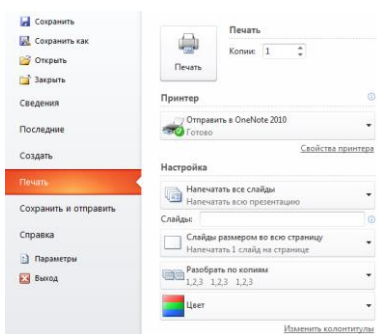 Сохранить
Сохранить как
Открыть
Закрыть
Сведения
Последние
Создать
Печать
Сохранить и отправить
Справка
Параметры
Выход
Печать
Печать
Копии: 1
Принтер
Отправить в OneNote 2010
Готово
Свойства принтера
Настройка
Напечатать все слайды
Напечатать всю презентацию
Слайды:
Слайды размером во всю страницу
Напечатать 1 слайд на странице
Разобрать по копиям
1,2,3 1,2,3 1,2,3
Цвет
Изменить колонтитулы